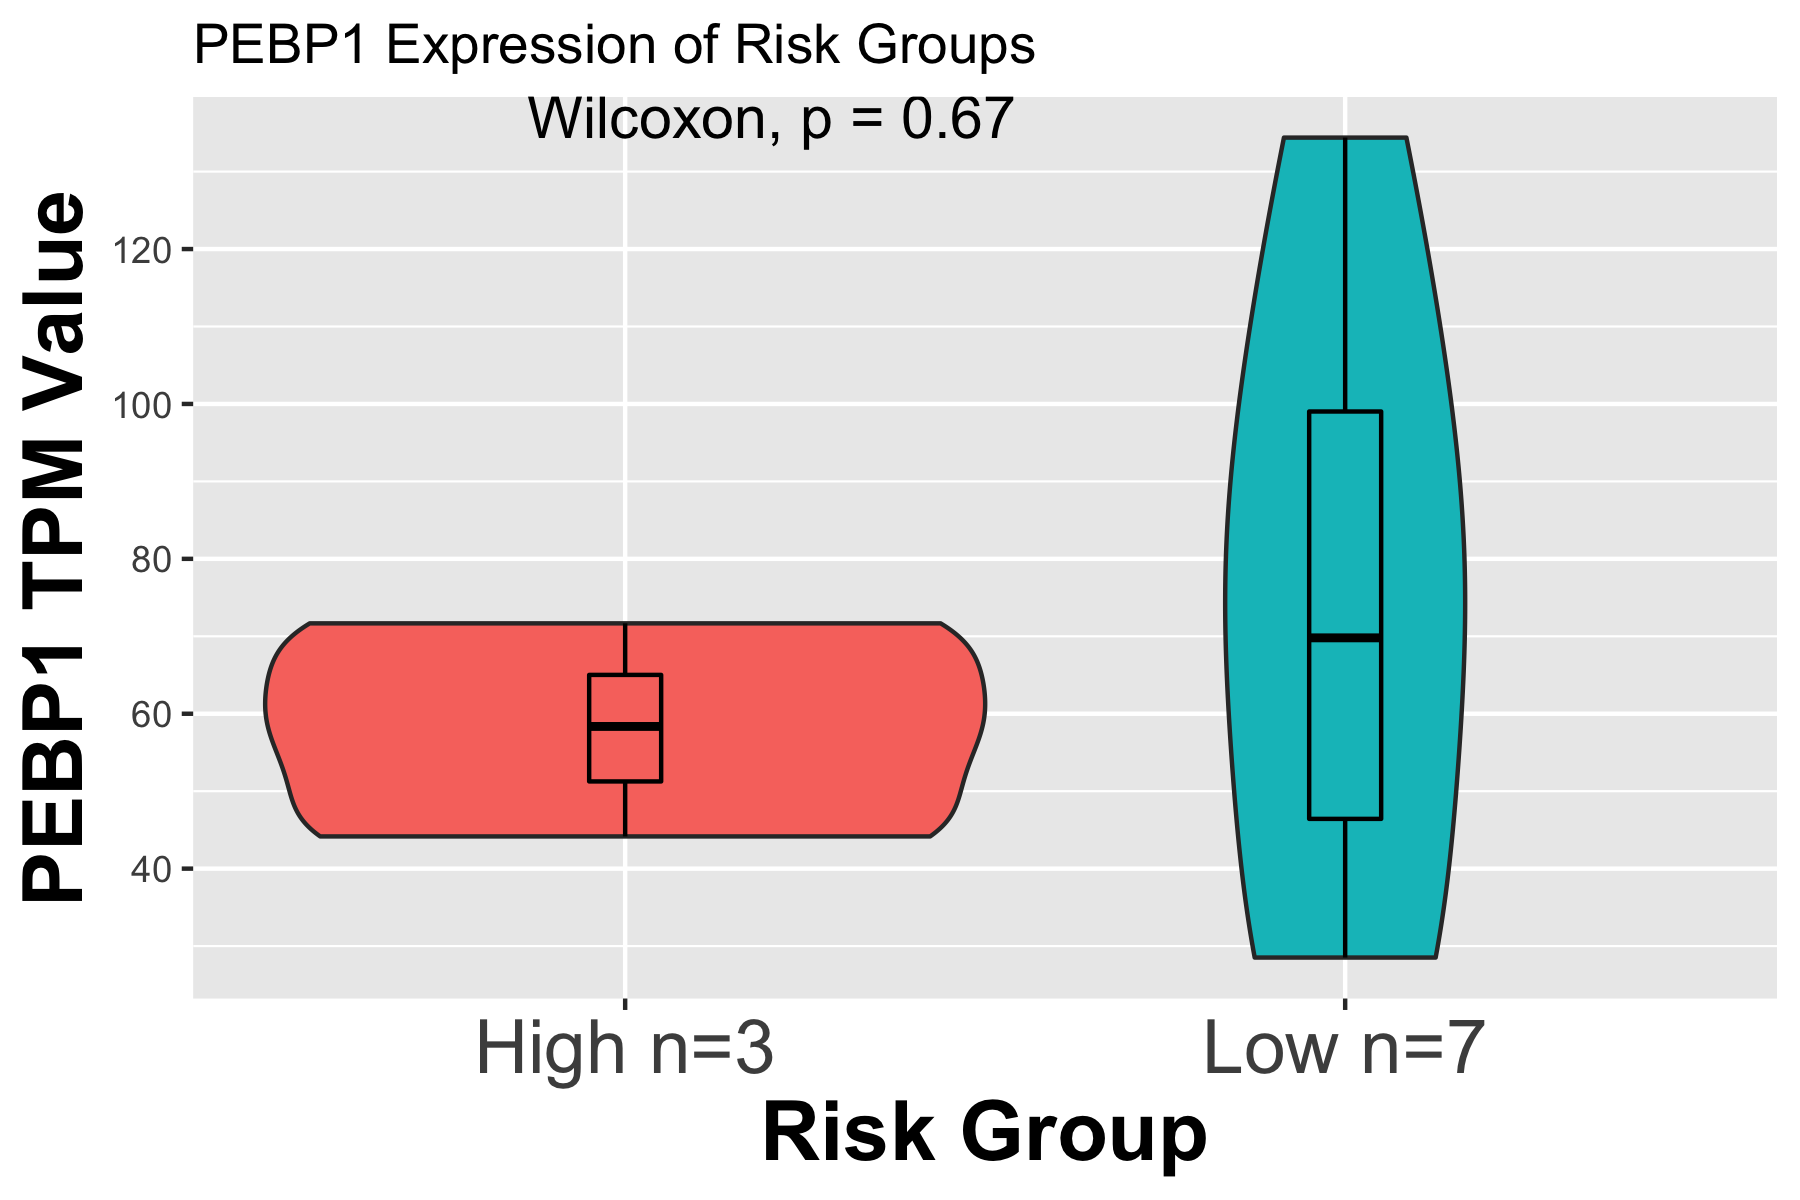 PEBP1 Expression of Risk Groups
Wilcoxon, p = 0.67
PEBP1 TPM Value
120
100
80
60
40
High n=3
Low n=7
Risk Group